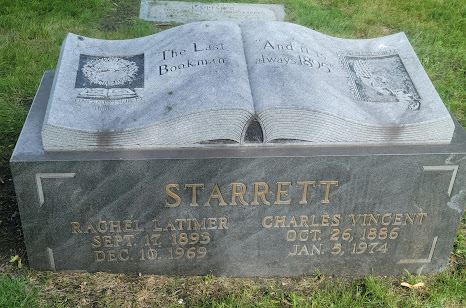 The Last
Bookman
"And it is
always 1895"
STARRETT
RACHEL LATIMER
SEPT. 17, 1893
DEC. 10, 1969
CHARLES VINCENT
OCT. 26, 1886
JAN. 5, 1974